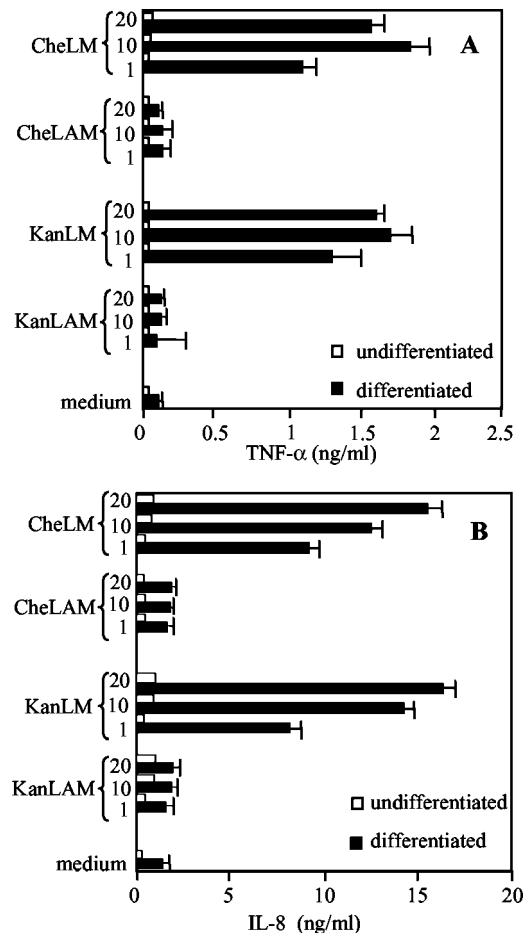 A
CheLM
20
10
1
CheLAM
20
10
1
KanLM
20
10
1
KanLAM
20
10
1
medium
undifferentiated
differentiated
0 0.5 1 1.5 2 2.5
TNF-α (ng/ml)
B
CheLM
20
10
1
CheLAM
20
10
1
KanLM
20
10
1
KanLAM
20
10
1
medium
undifferentiated
differentiated
0 5 10 15 20
IL-8 (ng/ml)